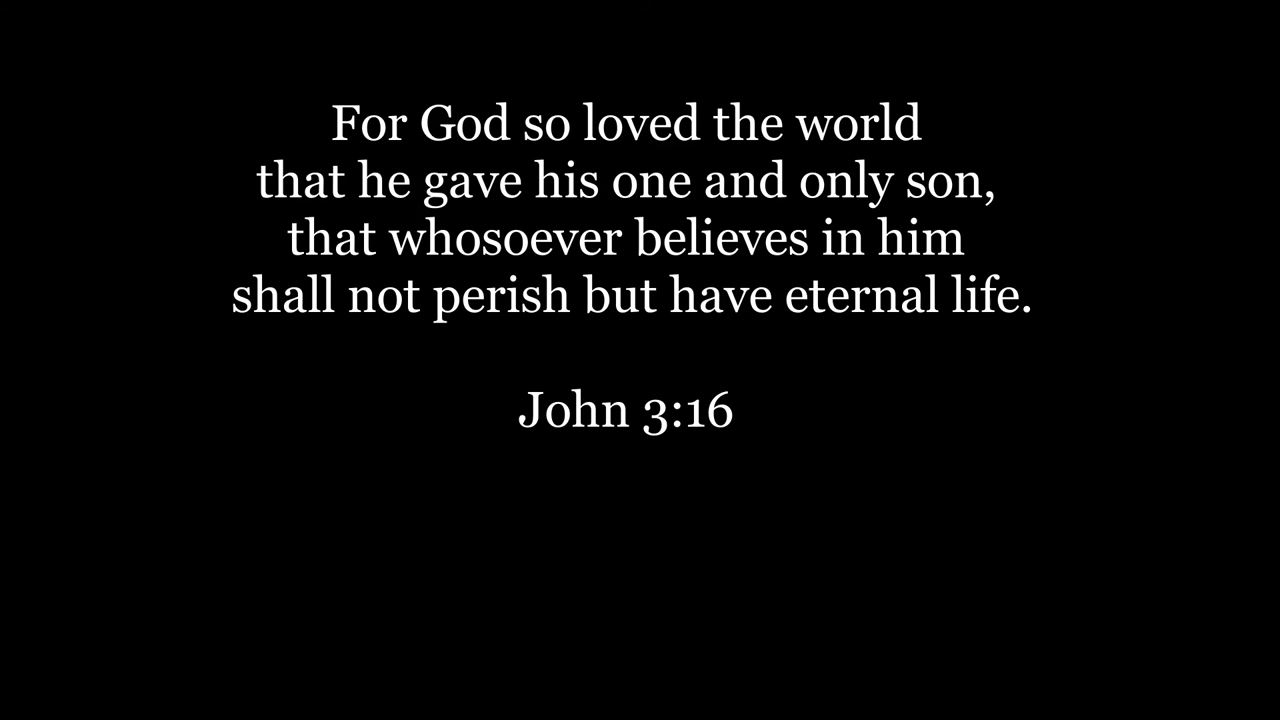 For God so loved the world
that he gave his one and only son,
that whosoever believes in him
shall not perish but have eternal life.
John 3:16